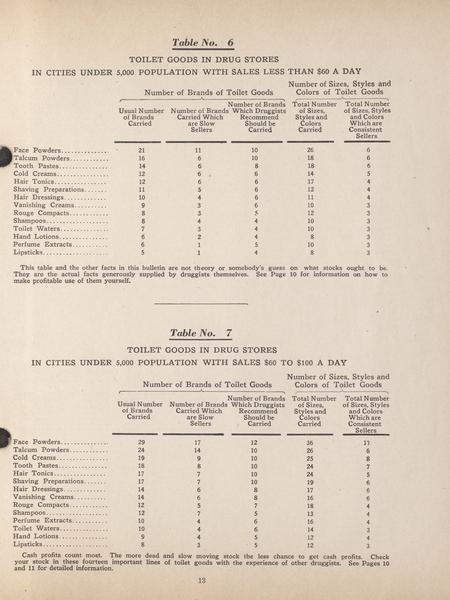 Table No. 6
TOILET GOODS IN DRUG STORES
IN CITIES UNDER 5,000 POPULATION WITH SALES LESS THAN $60 A DAY
Number of Brands of Toilet Goods
Number of Sizes, Styles and
Colors of Toilet Goods
Usual Number
of Brands
Carried
Number of Brands
Carried Which
are Slow
Sellers
Number of Brands
Which Druggists
Recommend
Should be
Carried
Total Number
of Sizes,
Styles and
Colors
Carried
Total Number
of Sizes, Styles
and Colors
Which are
Consistent
Sellers
Face Powders 21 11 10 26 6
Talcum Powders 16 6 10 18 6
Tooth Pastes 14 6 8 18 6
Cold Creams 12 6 6 14 5
Hair Tonics 12 6 6 17 4
Shaving Preparations 11 5 6 12 4
Hair Dressings 10 4 6 11 4
Vanishing Creams 9 3 6 10 3
Rouge Compacts 8 3 5 12 3
Shampoos 8 4 4 10 3
Toilet Waters 7 3 4 10 3
Hand Lotions 6 2 4 8 3
Perfume Extracts 6 1 5 10 3
Lipsticks 5 1 4 8 3
This table and the other facts in this bulletin are not theory or somebody's guess on what stocks ought to be.
They are the actual facts generously supplied by druggists themselves. See Page 10 for information on how to
make profitable use of them yourself.
Table No. 7
TOILET GOODS IN DRUG STORES
IN CITIES UNDER 5,000 POPULATION WITH SALES $60 TO $100 A DAY
Number of Brands of Toilet Goods
Number of Sizes, Styles and
Colors of Toilet Goods
Usual Number
of Brands
Carried
Number of Brands
Carried Which
are Slow
Sellers
Number of Brands
Which Druggists
Recommend
Should be
Carried
Total Number
of Sizes,
Styles and
Colors
Carried
Total Number
of Sizes, Styles
and Colors
Which are
Consistent
Sellers
Face Powders 29 17 12 36
Talcum Powders 24 14 10 26 6
Cold Creams 19 9 10 25 8
Tooth Pastes 18 8 10 24 7
Hair Tonics 17 7 10 24 5
Shaving Preparations 17 7 10 19 6
Hair Dressings 14 6 8 17 6
Vanishing Creams 14 6 8 16 6
Rouge Compacts 12 5 7 18 4
Shampoos 12 7 5 13 4
Perfume Extracts 10 4 6 16 4
Toilet Waters 10 4 6 14 3
Hand Lotions 9 4 5 12 4
Lipsticks 8 3 5 12 3
Cash profits count most. The more dead and slow moving stock the less chance to get cash profits. Check
your stock in these fourteen important lines of toilet goods with the experience of other druggists. See Pages 10
and 11 for detailed information.
13